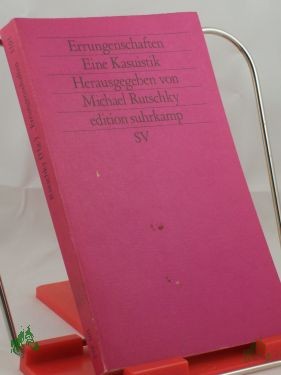 Errungenschaften
Eine Kasuistik
Herausgegeben von
Michael Rutschky
edition suhrkamp
SV